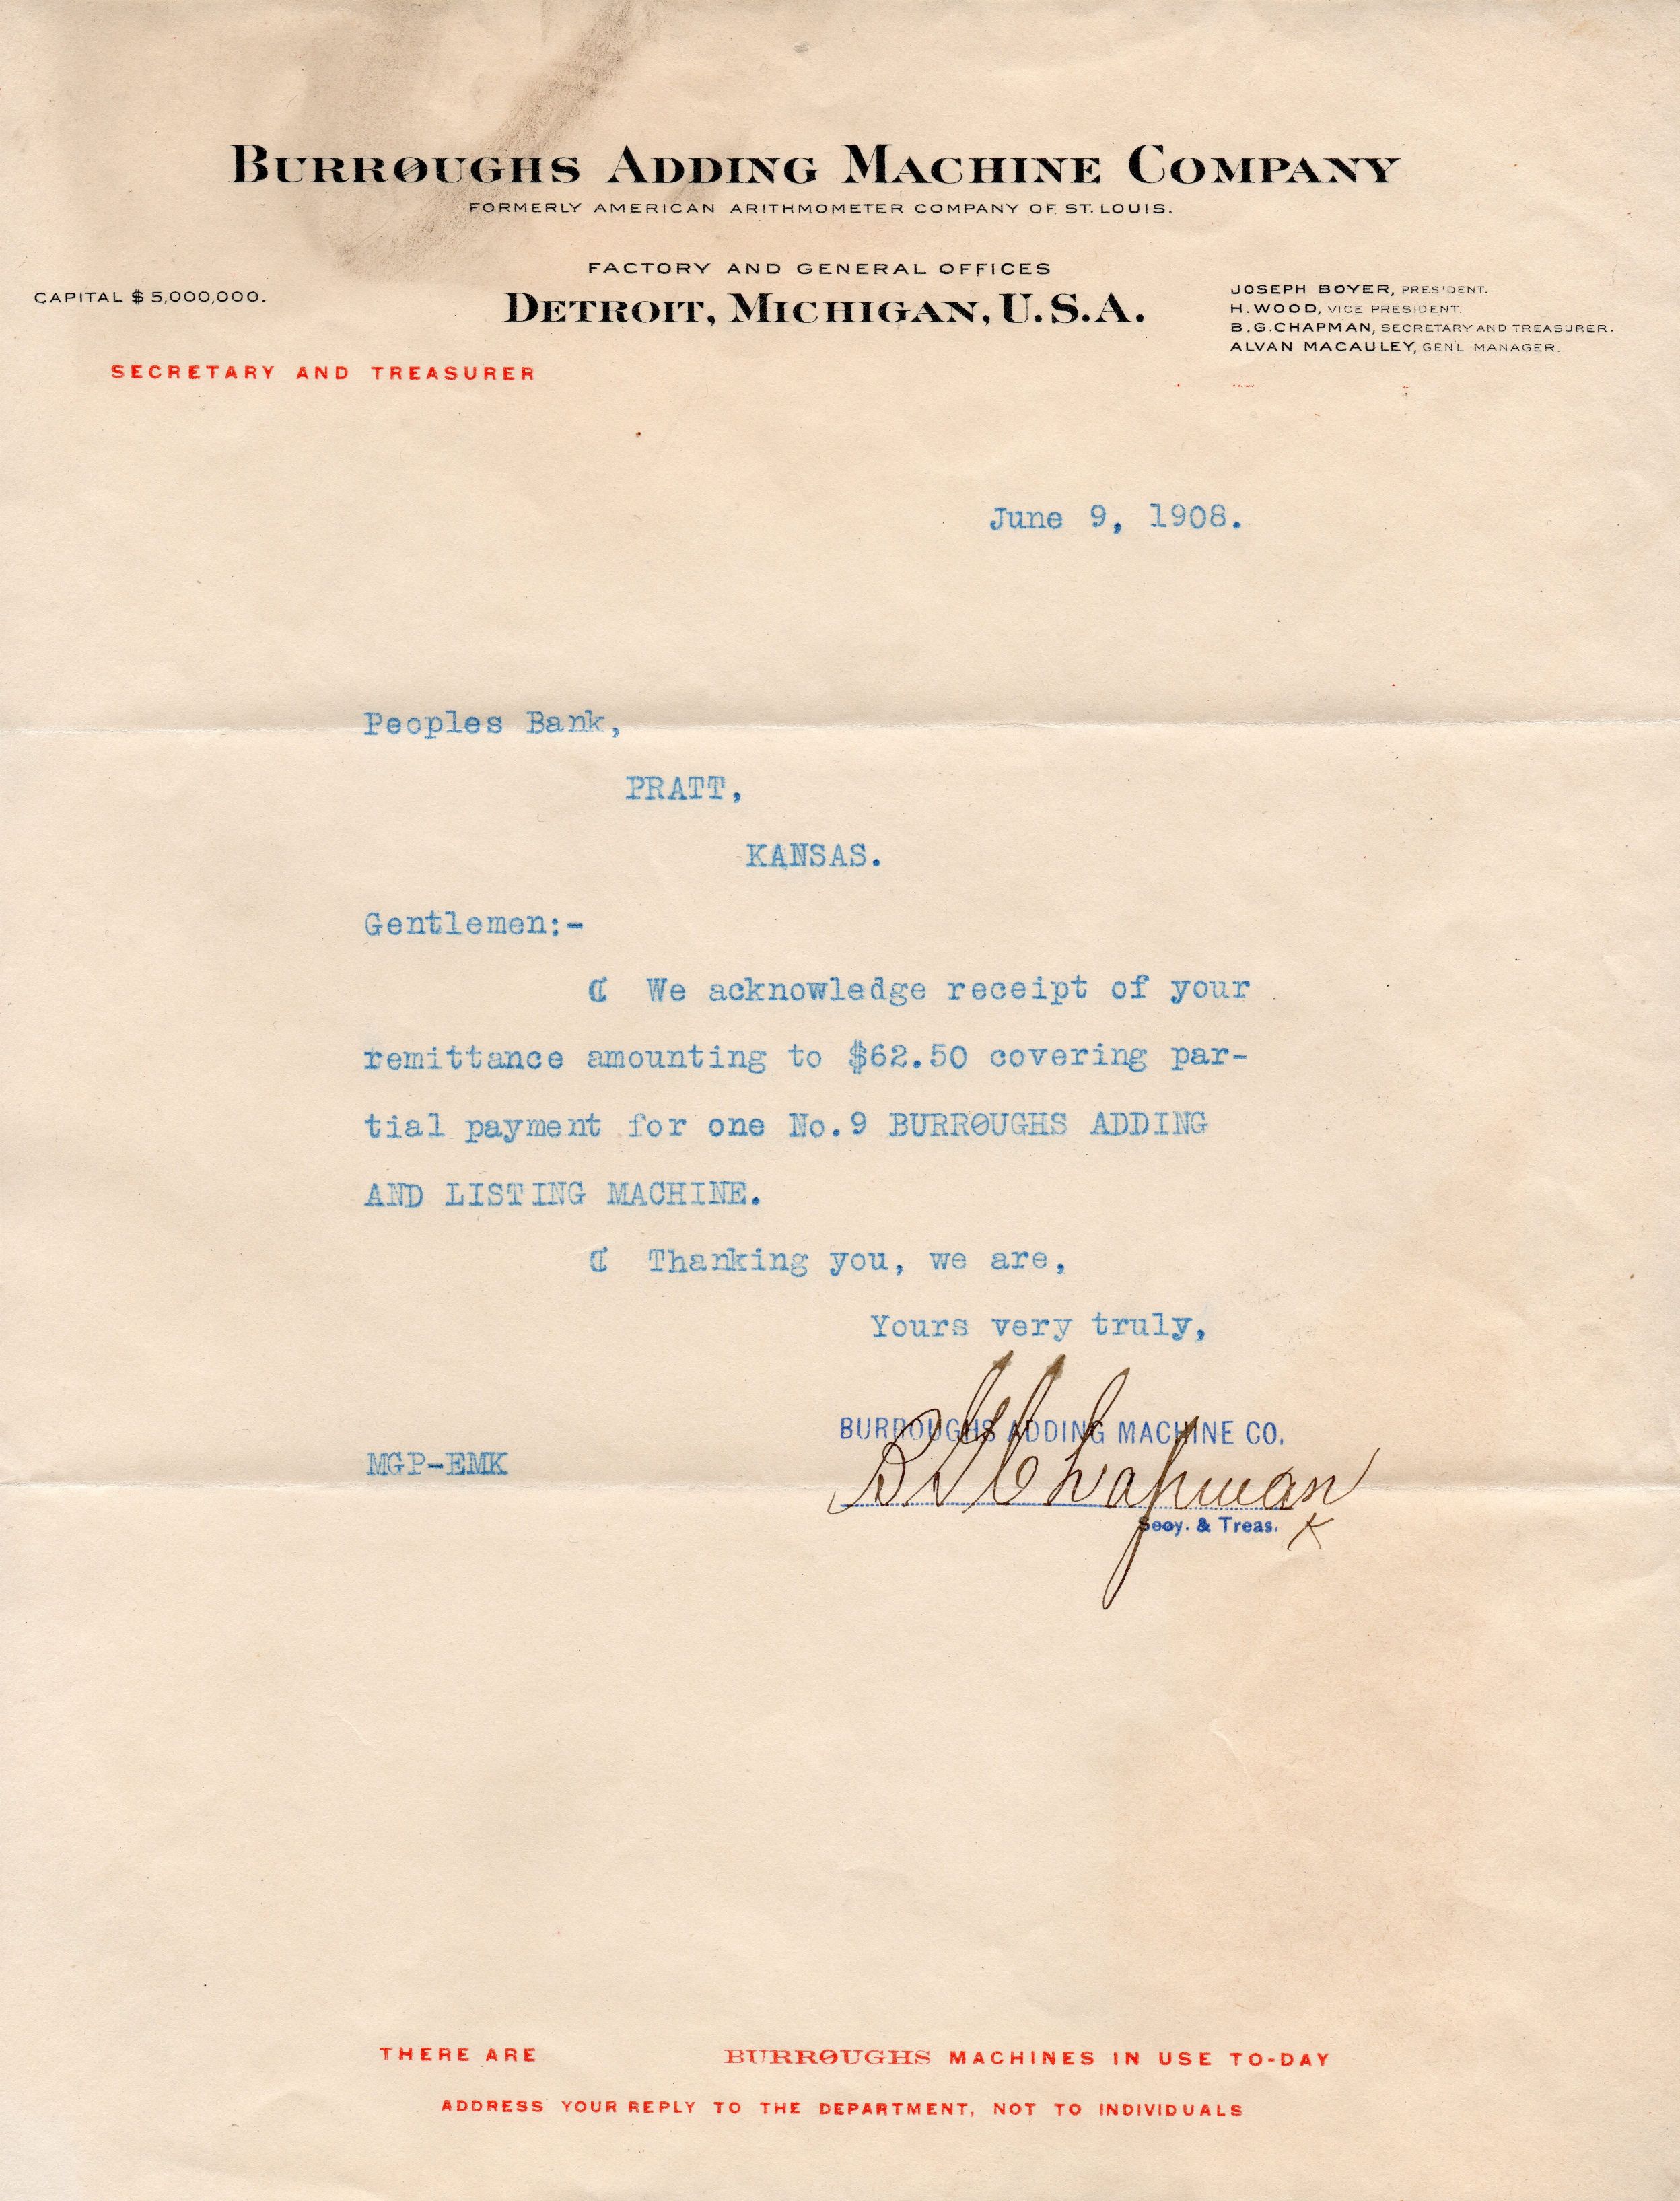 BURRØUGHS ADDING MACHINE COMPANY
FORMERLY AMERICAN ARITHMOMETER COMPANY OF ST. LOUIS.
FACTORY AND GENERAL OFFICES
CAPITAL $5,000,000.
DETROIT, MICHIGAN, U.S.A.
JOSEPH BOYER, PRESIDENT.
H. WOOD, VICE PRESIDENT.
B. G. CHAPMAN, SECRETARY AND TREASURER.
ALVAN MACAULEY, GEN'L MANAGER.
SECRETARY AND TREASURER
June 9, 1908.
Peoples Bank,
PRATT,
KANSAS.
Gentlemen:-
₵ We acknowledge receipt of your
remittance amounting to $62.50 covering par-
tial payment for one No.9 BURRØUGHS ADDING
AND LISTING MACHINE.
₵ Thanking you, we are,
Yours very truly,
BURROUGHS ADDING MACHINE CO.
B G Chapman
Secy. & Treas. K
MGP-EMK
THERE ARE BURRØUGHS MACHINES IN USE TO-DAY
ADDRESS YOUR REPLY TO THE DEPARTMENT, NOT TO INDIVIDUALS